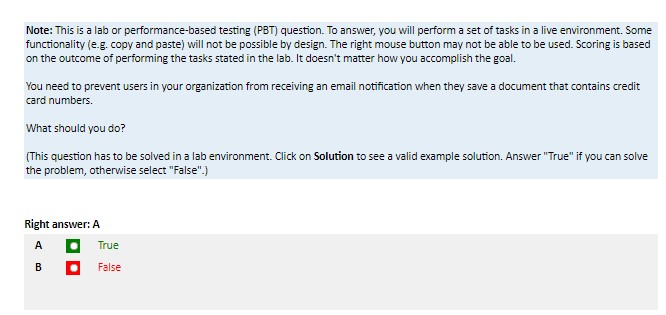 Note: This is a lab or performance-based testing (PBT) question. To answer, you will perform a set of tasks in a live environment. Some
functionality (e.g. copy and paste) will not be possible by design. The right mouse button may not be able to be used. Scoring is based
on the outcome of performing the tasks stated in the lab. It doesn't matter how you accomplish the goal.
You need to prevent users in your organization from receiving an email notification when they save a document that contains credit
card numbers.
What should you do?
(This question has to be solved in a lab environment. Click on Solution to see a valid example solution. Answer "True" if you can solve
the problem, otherwise select "False".)
Right answer: A
A True
B False